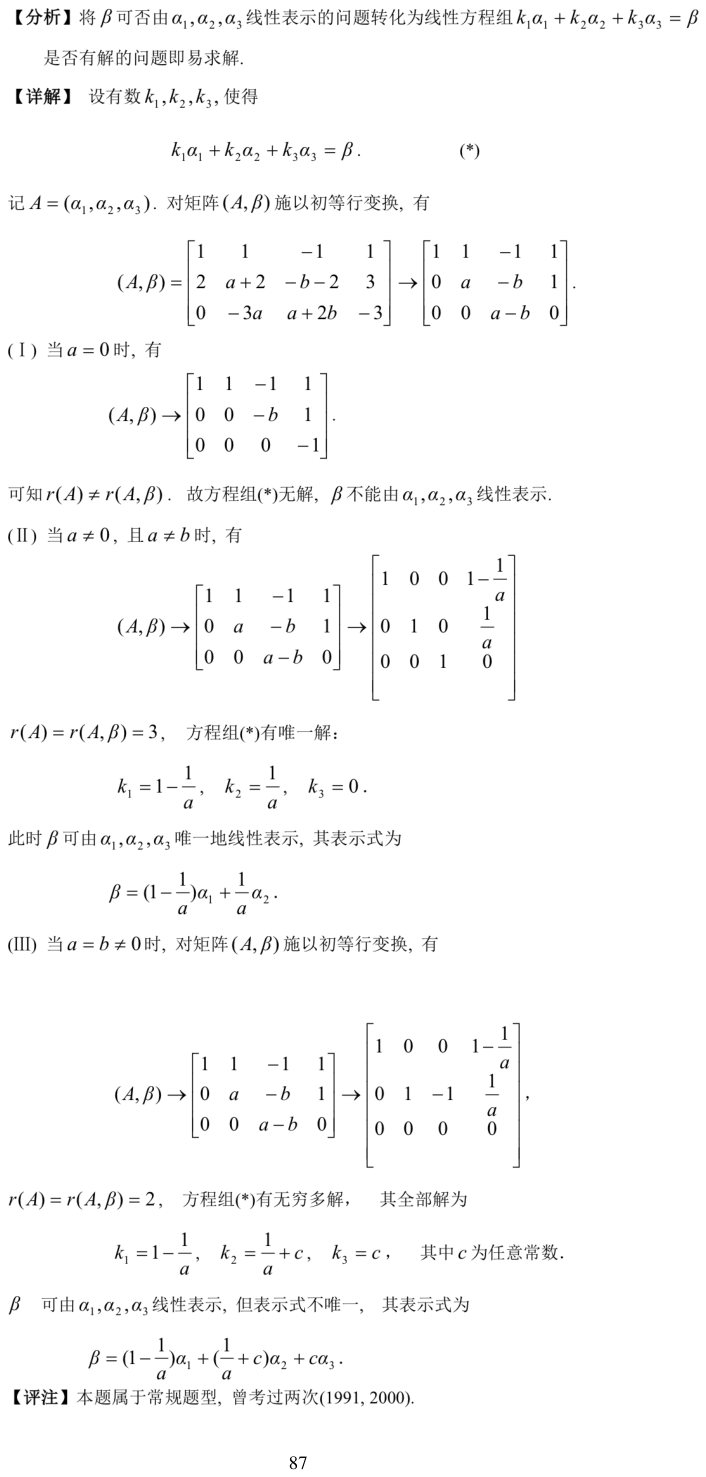 【分析】将 β 可否由 α₁,α₂,α₃ 线性表示的问题转化为线性方程组 k₁α₁ + k₂α₂ + k₃α₃ = β
是否有解的问题即易求解.
【详解】 设有数 k₁,k₂,k₃, 使得
k₁α₁ + k₂α₂ + k₃α₃ = β. (*)
记 A = (α₁,α₂,α₃). 对矩阵 (A,β) 施以初等行变换, 有
(A,β) = [1 1 −1 1; 2 a+2 −b−2 3; 0 −3a a+2b −3] → [1 1 −1 1; 0 a −b 1; 0 0 a−b 0].
(Ⅰ) 当 a = 0 时, 有
(A,β) → [1 1 −1 1; 0 0 −b 1; 0 0 0 −1].
可知 r(A) ≠ r(A,β). 故方程组(*)无解, β 不能由 α₁,α₂,α₃ 线性表示.
(Ⅱ) 当 a ≠ 0, 且 a ≠ b 时, 有
(A,β) → [1 1 −1 1; 0 a −b 1; 0 0 a−b 0] → [1 0 0 1−1/a; 0 1 0 1/a; 0 0 1 0]
r(A) = r(A,β) = 3, 方程组(*)有唯一解：
k₁ = 1−1/a, k₂ = 1/a, k₃ = 0.
此时 β 可由 α₁,α₂,α₃ 唯一地线性表示, 其表示式为
β = (1−1/a)α₁ + 1/a α₂.
(Ⅲ) 当 a = b ≠ 0 时, 对矩阵 (A,β) 施以初等行变换, 有
(A,β) → [1 1 −1 1; 0 a −b 1; 0 0 a−b 0] → [1 0 0 1−1/a; 0 1 −1 1/a; 0 0 0 0],
r(A) = r(A,β) = 2, 方程组(*)有无穷多解， 其全部解为
k₁ = 1−1/a, k₂ = 1/a + c, k₃ = c， 其中 c 为任意常数.
β 可由 α₁,α₂,α₃ 线性表示, 但表示式不唯一, 其表示式为
β = (1−1/a)α₁ + (1/a + c)α₂ + cα₃.
【评注】本题属于常规题型, 曾考过两次(1991, 2000).
87